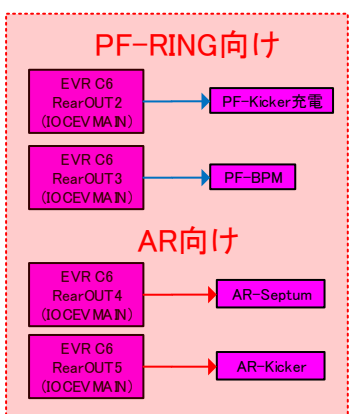 PF-RING向け
EVR C6
RearOUT2
(IOCEVMAIN)
PF-Kicker充電
EVR C6
RearOUT3
(IOCEVMAIN)
PF-BPM
AR向け
EVR C6
RearOUT4
(IOCEVMAIN)
AR-Septum
EVR C6
RearOUT5
(IOCEVMAIN)
AR-Kicker